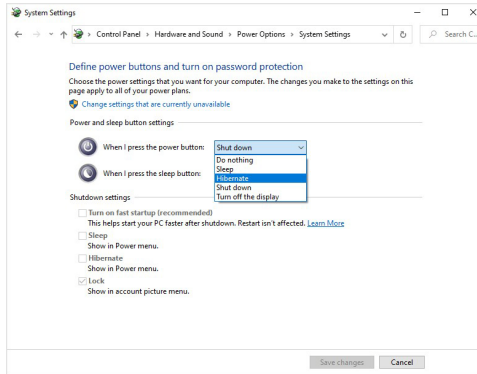 System Settings
Control Panel > Hardware and Sound > Power Options > System Settings
Search C...
Define power buttons and turn on password protection
Choose the power settings that you want for your computer. The changes you make to the settings on this
page apply to all of your power plans.
Change settings that are currently unavailable
Power and sleep button settings
When I press the power button: Shut down
Do nothing
Sleep
When I press the sleep button: Hibernate
Shut down
Turn off the display
Shutdown settings
Turn on fast startup (recommended)
This helps start your PC faster after shutdown. Restart isn't affected. Learn More
Sleep
Show in Power menu.
Hibernate
Show in Power menu.
Lock
Show in account picture menu.
Save changes Cancel